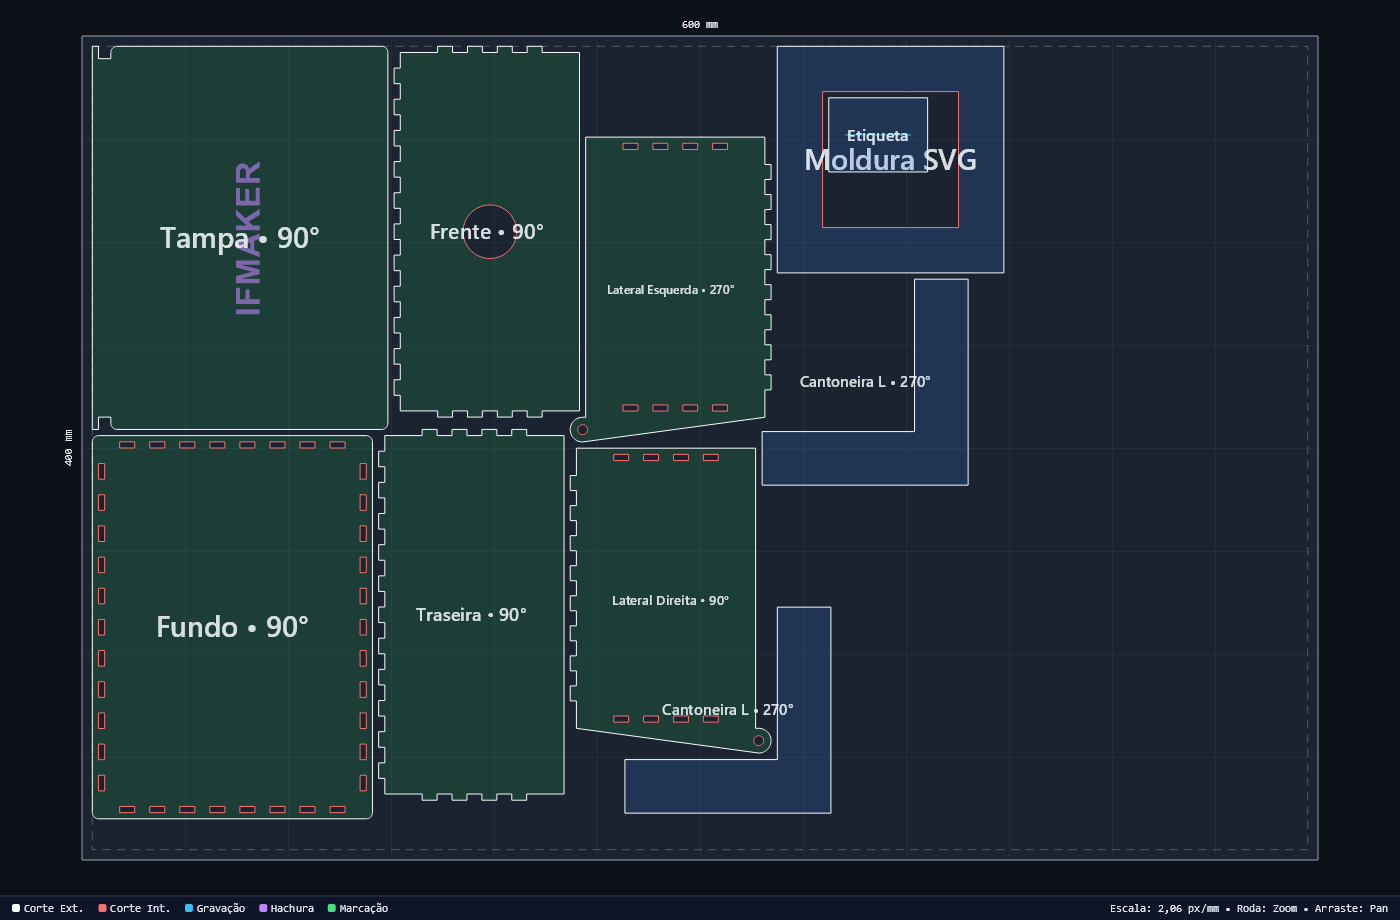 600 mm
400 mm
IFMAKER
Tampa • 90°
Frente • 90°
Lateral Esquerda • 270°
Etiqueta
Moldura SVG
Cantoneira L • 270°
Fundo • 90°
Traseira • 90°
Lateral Direita • 90°
Cantoneira L • 270°
Corte Ext.
Corte Int.
Gravação
Hachura
Marcação
Escala: 2,06 px/mm • Roda: Zoom • Arraste: Pan